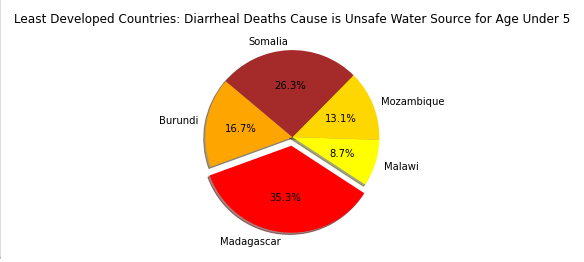 Least Developed Countries: Diarrheal Deaths Cause is Unsafe Water Source for Age Under 5
Somalia
26.3%
Mozambique
13.1%
Burundi
16.7%
8.7%
Malawi
35.3%
Madagascar